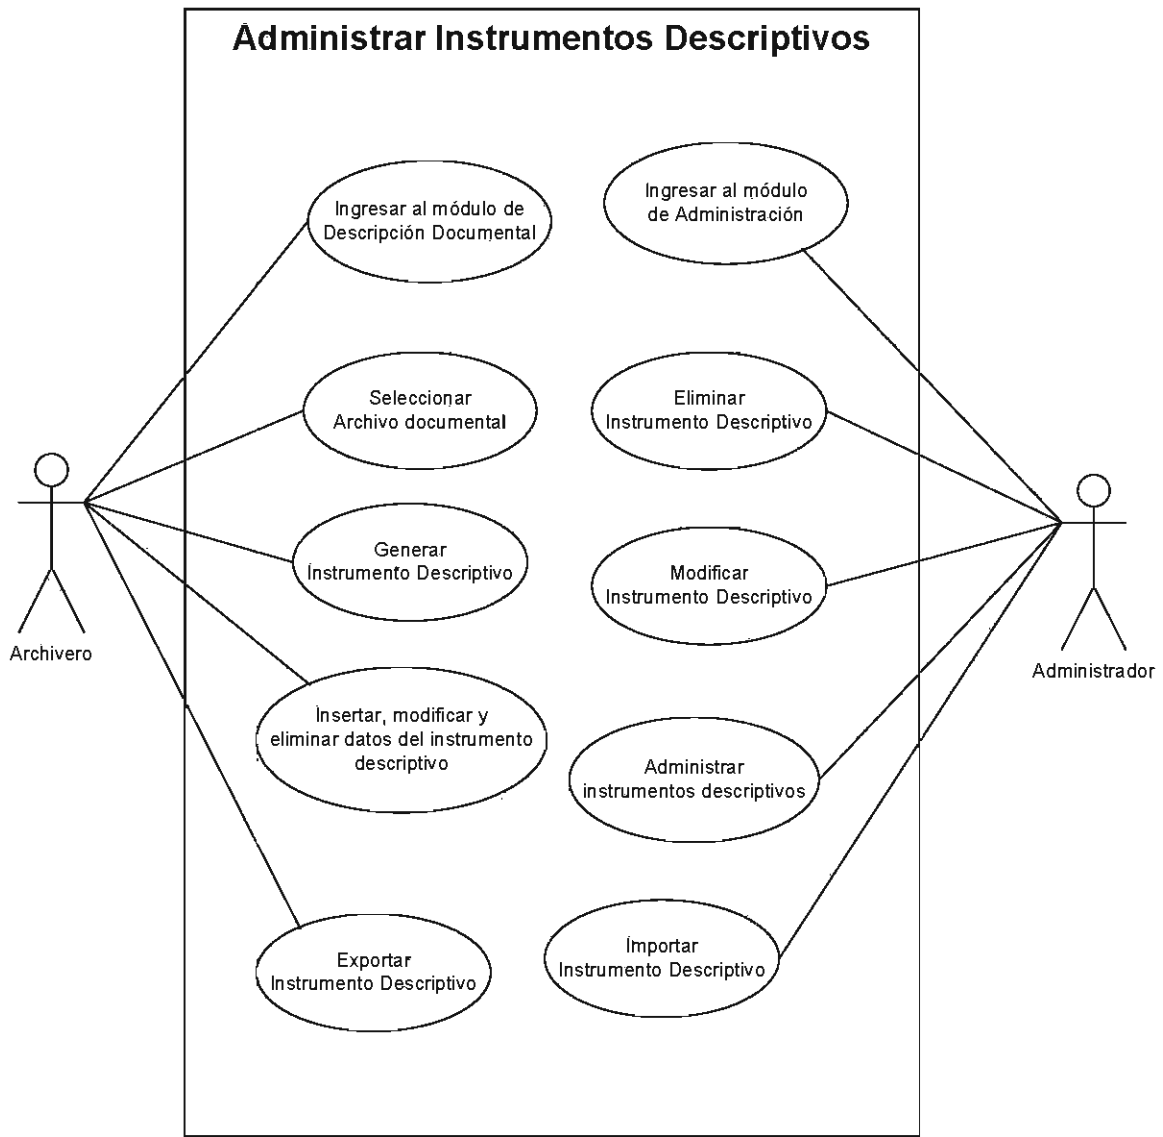 Administrar Instrumentos Descriptivos
Ingresar al módulo de
Descripción Documental
Ingresar al módulo
de Administración
Seleccionar
Archivo documental
Eliminar
Instrumento Descriptivo
Generar
Instrumento Descriptivo
Modificar
Instrumento Descriptivo
Archivero
Administrador
Insertar, modificar y
eliminar datos del instrumento
descriptivo
Administrar
instrumentos descriptivos
Exportar
Instrumento Descriptivo
Importar
Instrumento Descriptivo